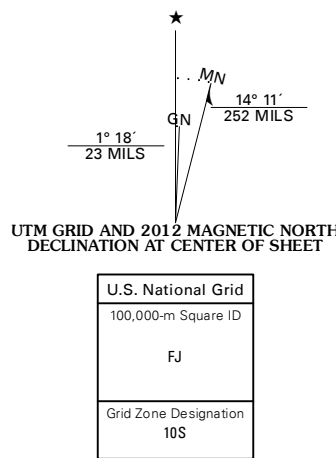 MN
GN
14° 11´
252 MILS
1° 18´
23 MILS
UTM GRID AND 2012 MAGNETIC NORTH
DECLINATION AT CENTER OF SHEET
U.S. National Grid
100,000-m Square ID
FJ
Grid Zone Designation
10S